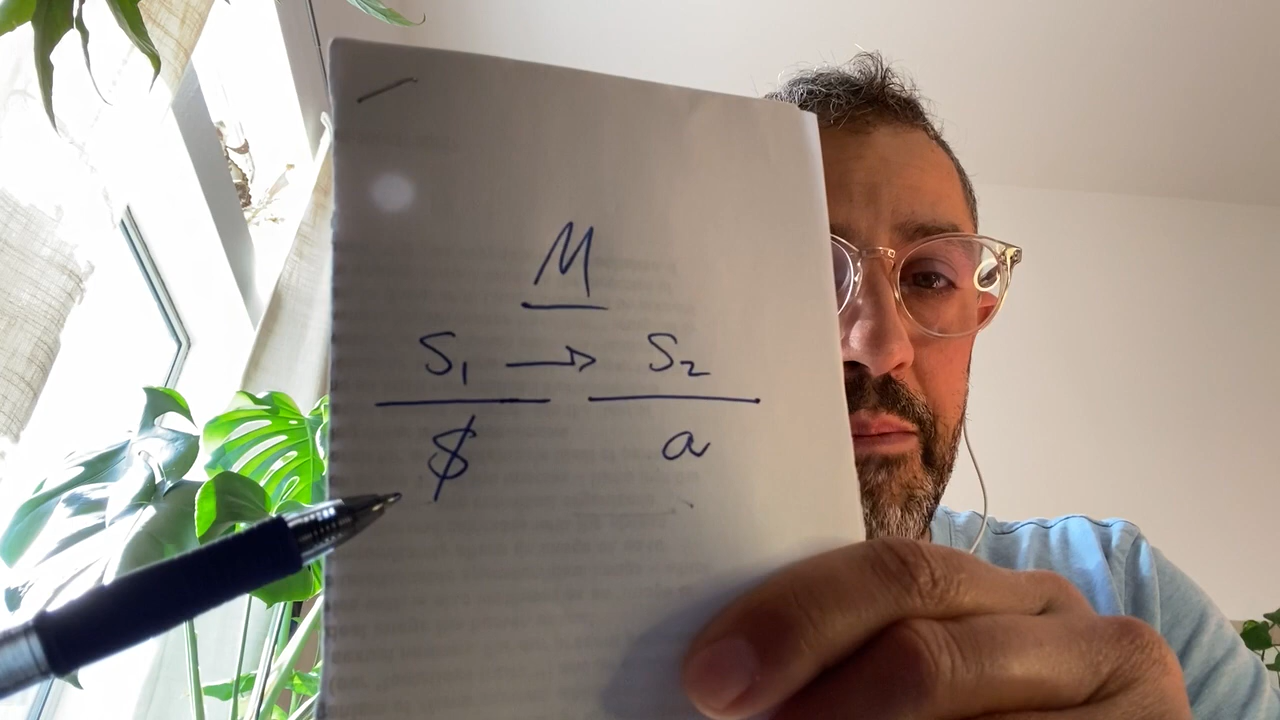 M
S₁ → S₂
$ a